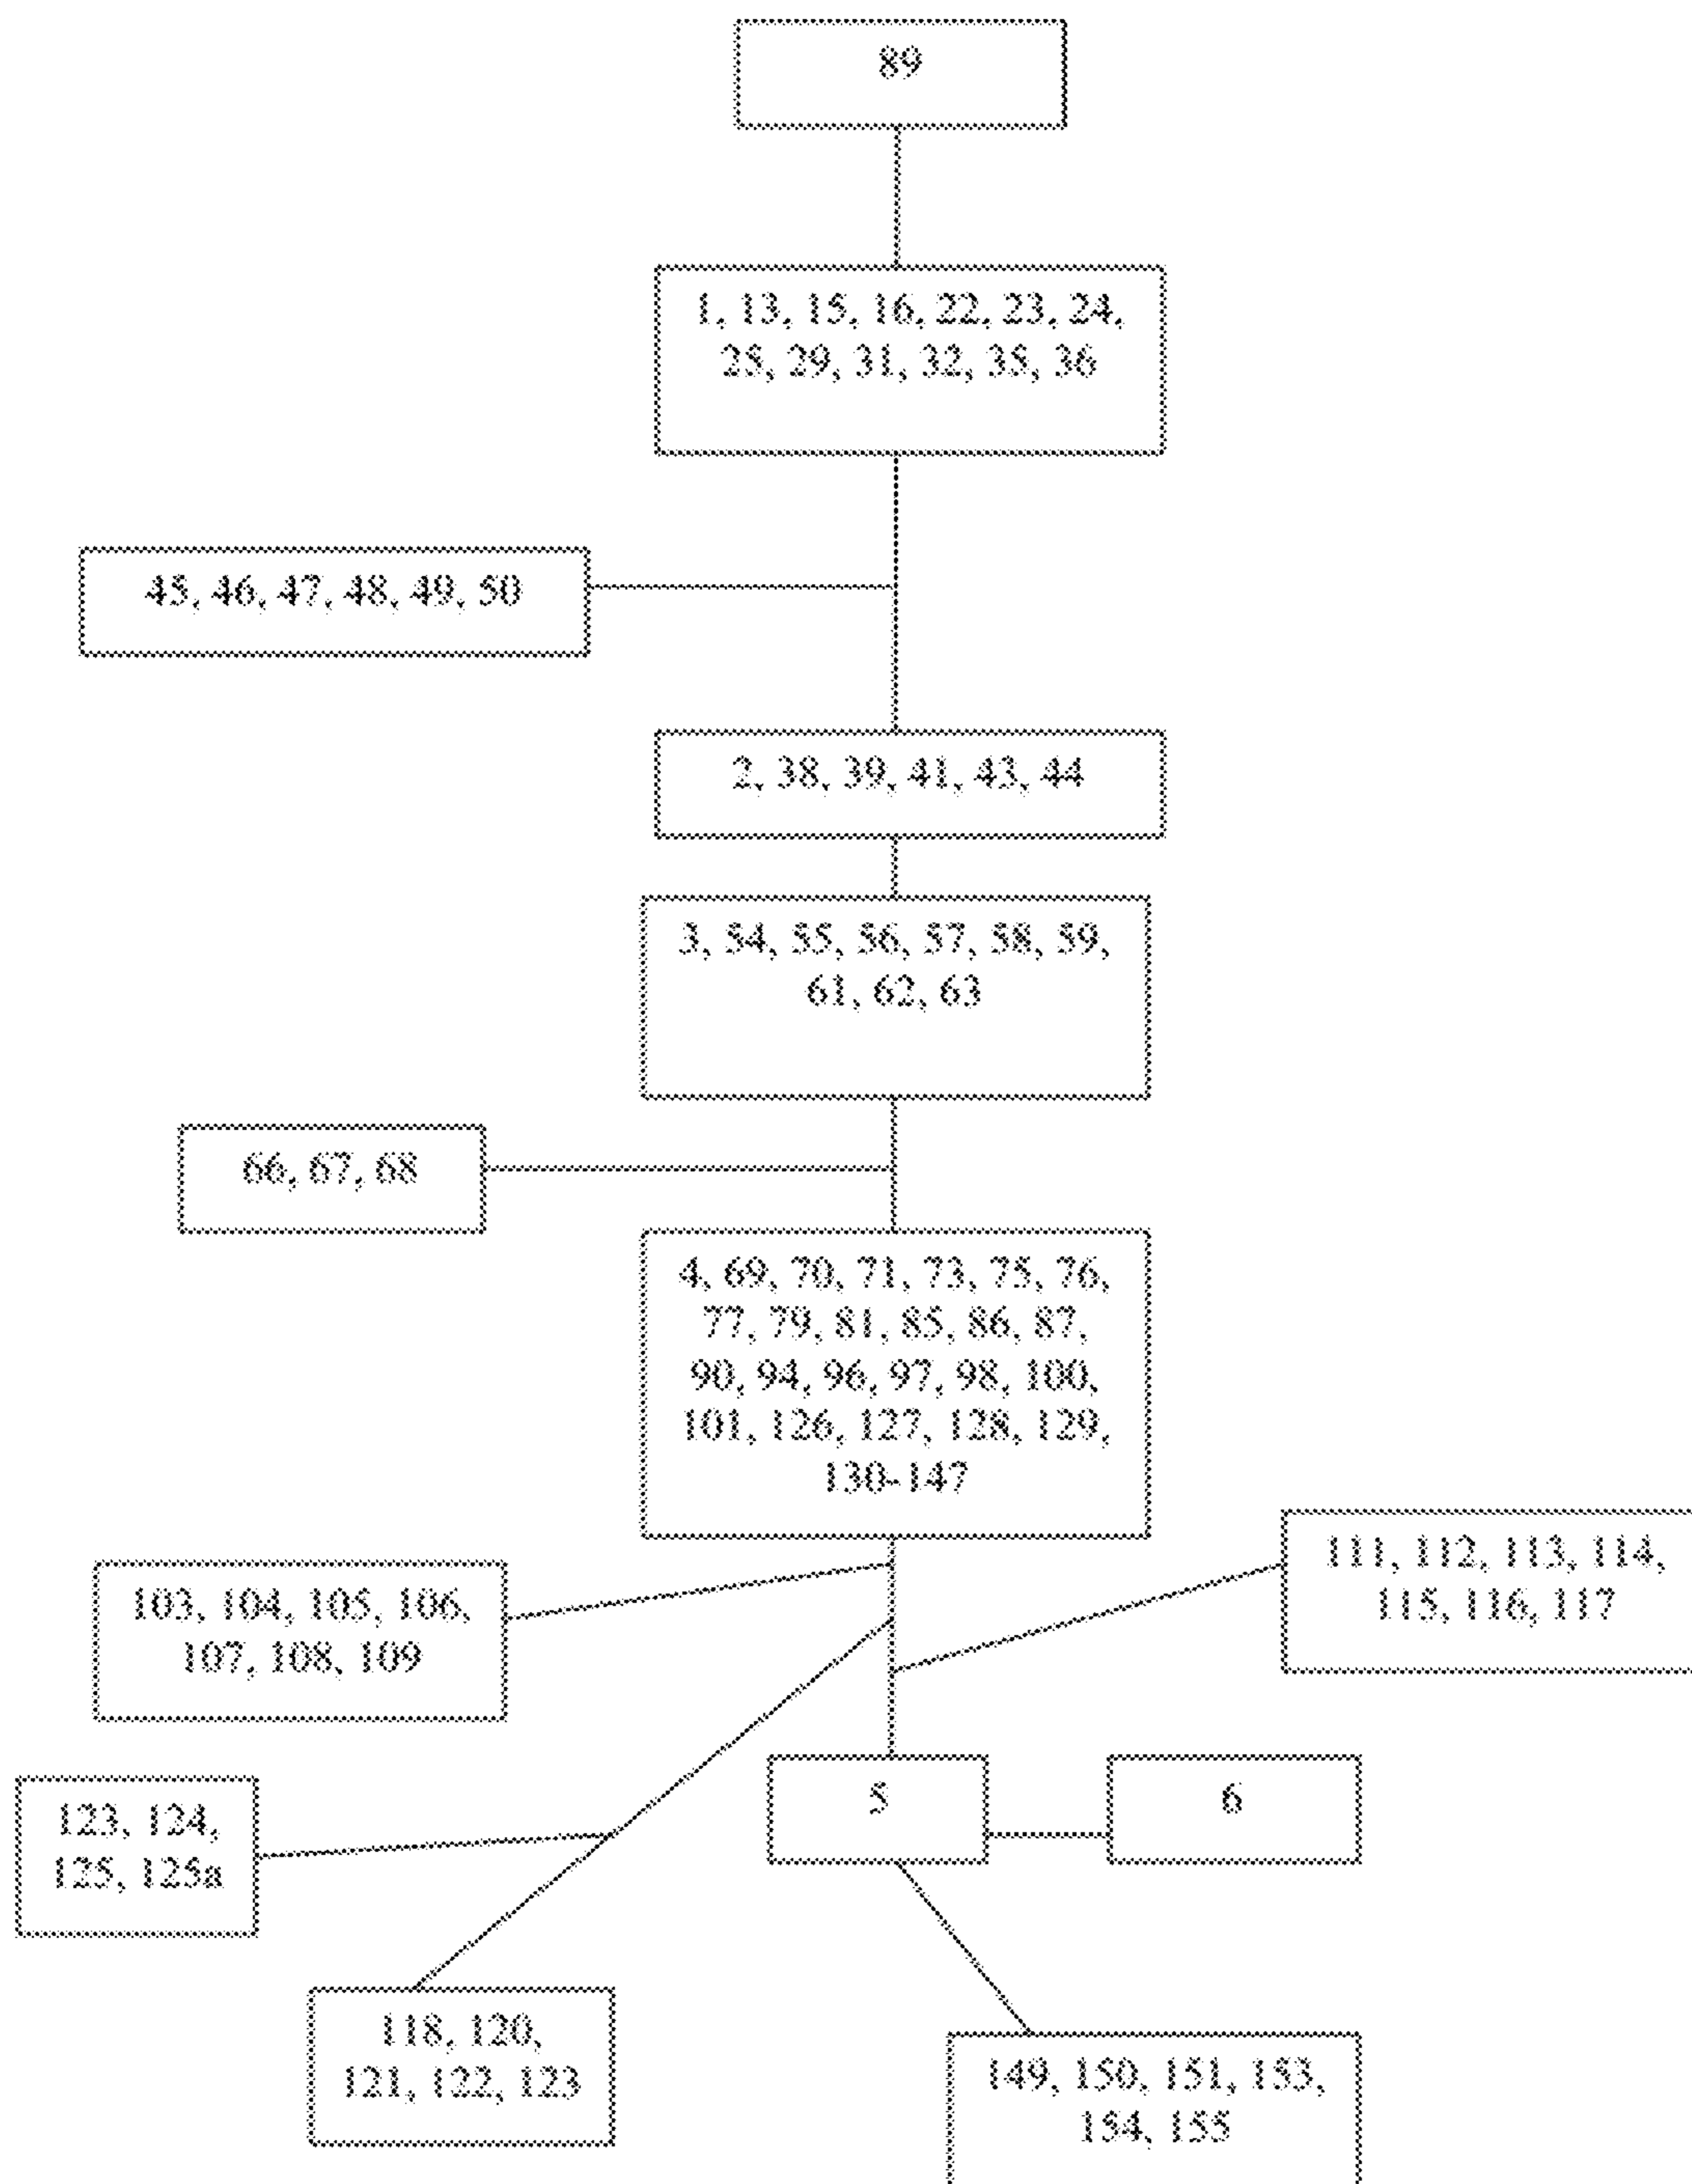 89
1, 13, 15, 16, 22, 23, 24,
25, 29, 31, 32, 35, 36
45, 46, 47, 48, 49, 50
2, 38, 39, 41, 43, 44
3, 54, 55, 56, 57, 58, 59,
61, 62, 63
66, 67, 68
4, 69, 70, 71, 73, 75, 76,
77, 79, 81, 85, 86, 87,
90, 94, 96, 97, 98, 100,
101, 126, 127, 128, 129,
130-147
111, 112, 113, 114,
115, 116, 117
103, 104, 105, 106,
107, 108, 109
5
6
123, 124,
125, 125a
118, 120,
121, 122, 123
149, 150, 151, 153,
154, 155